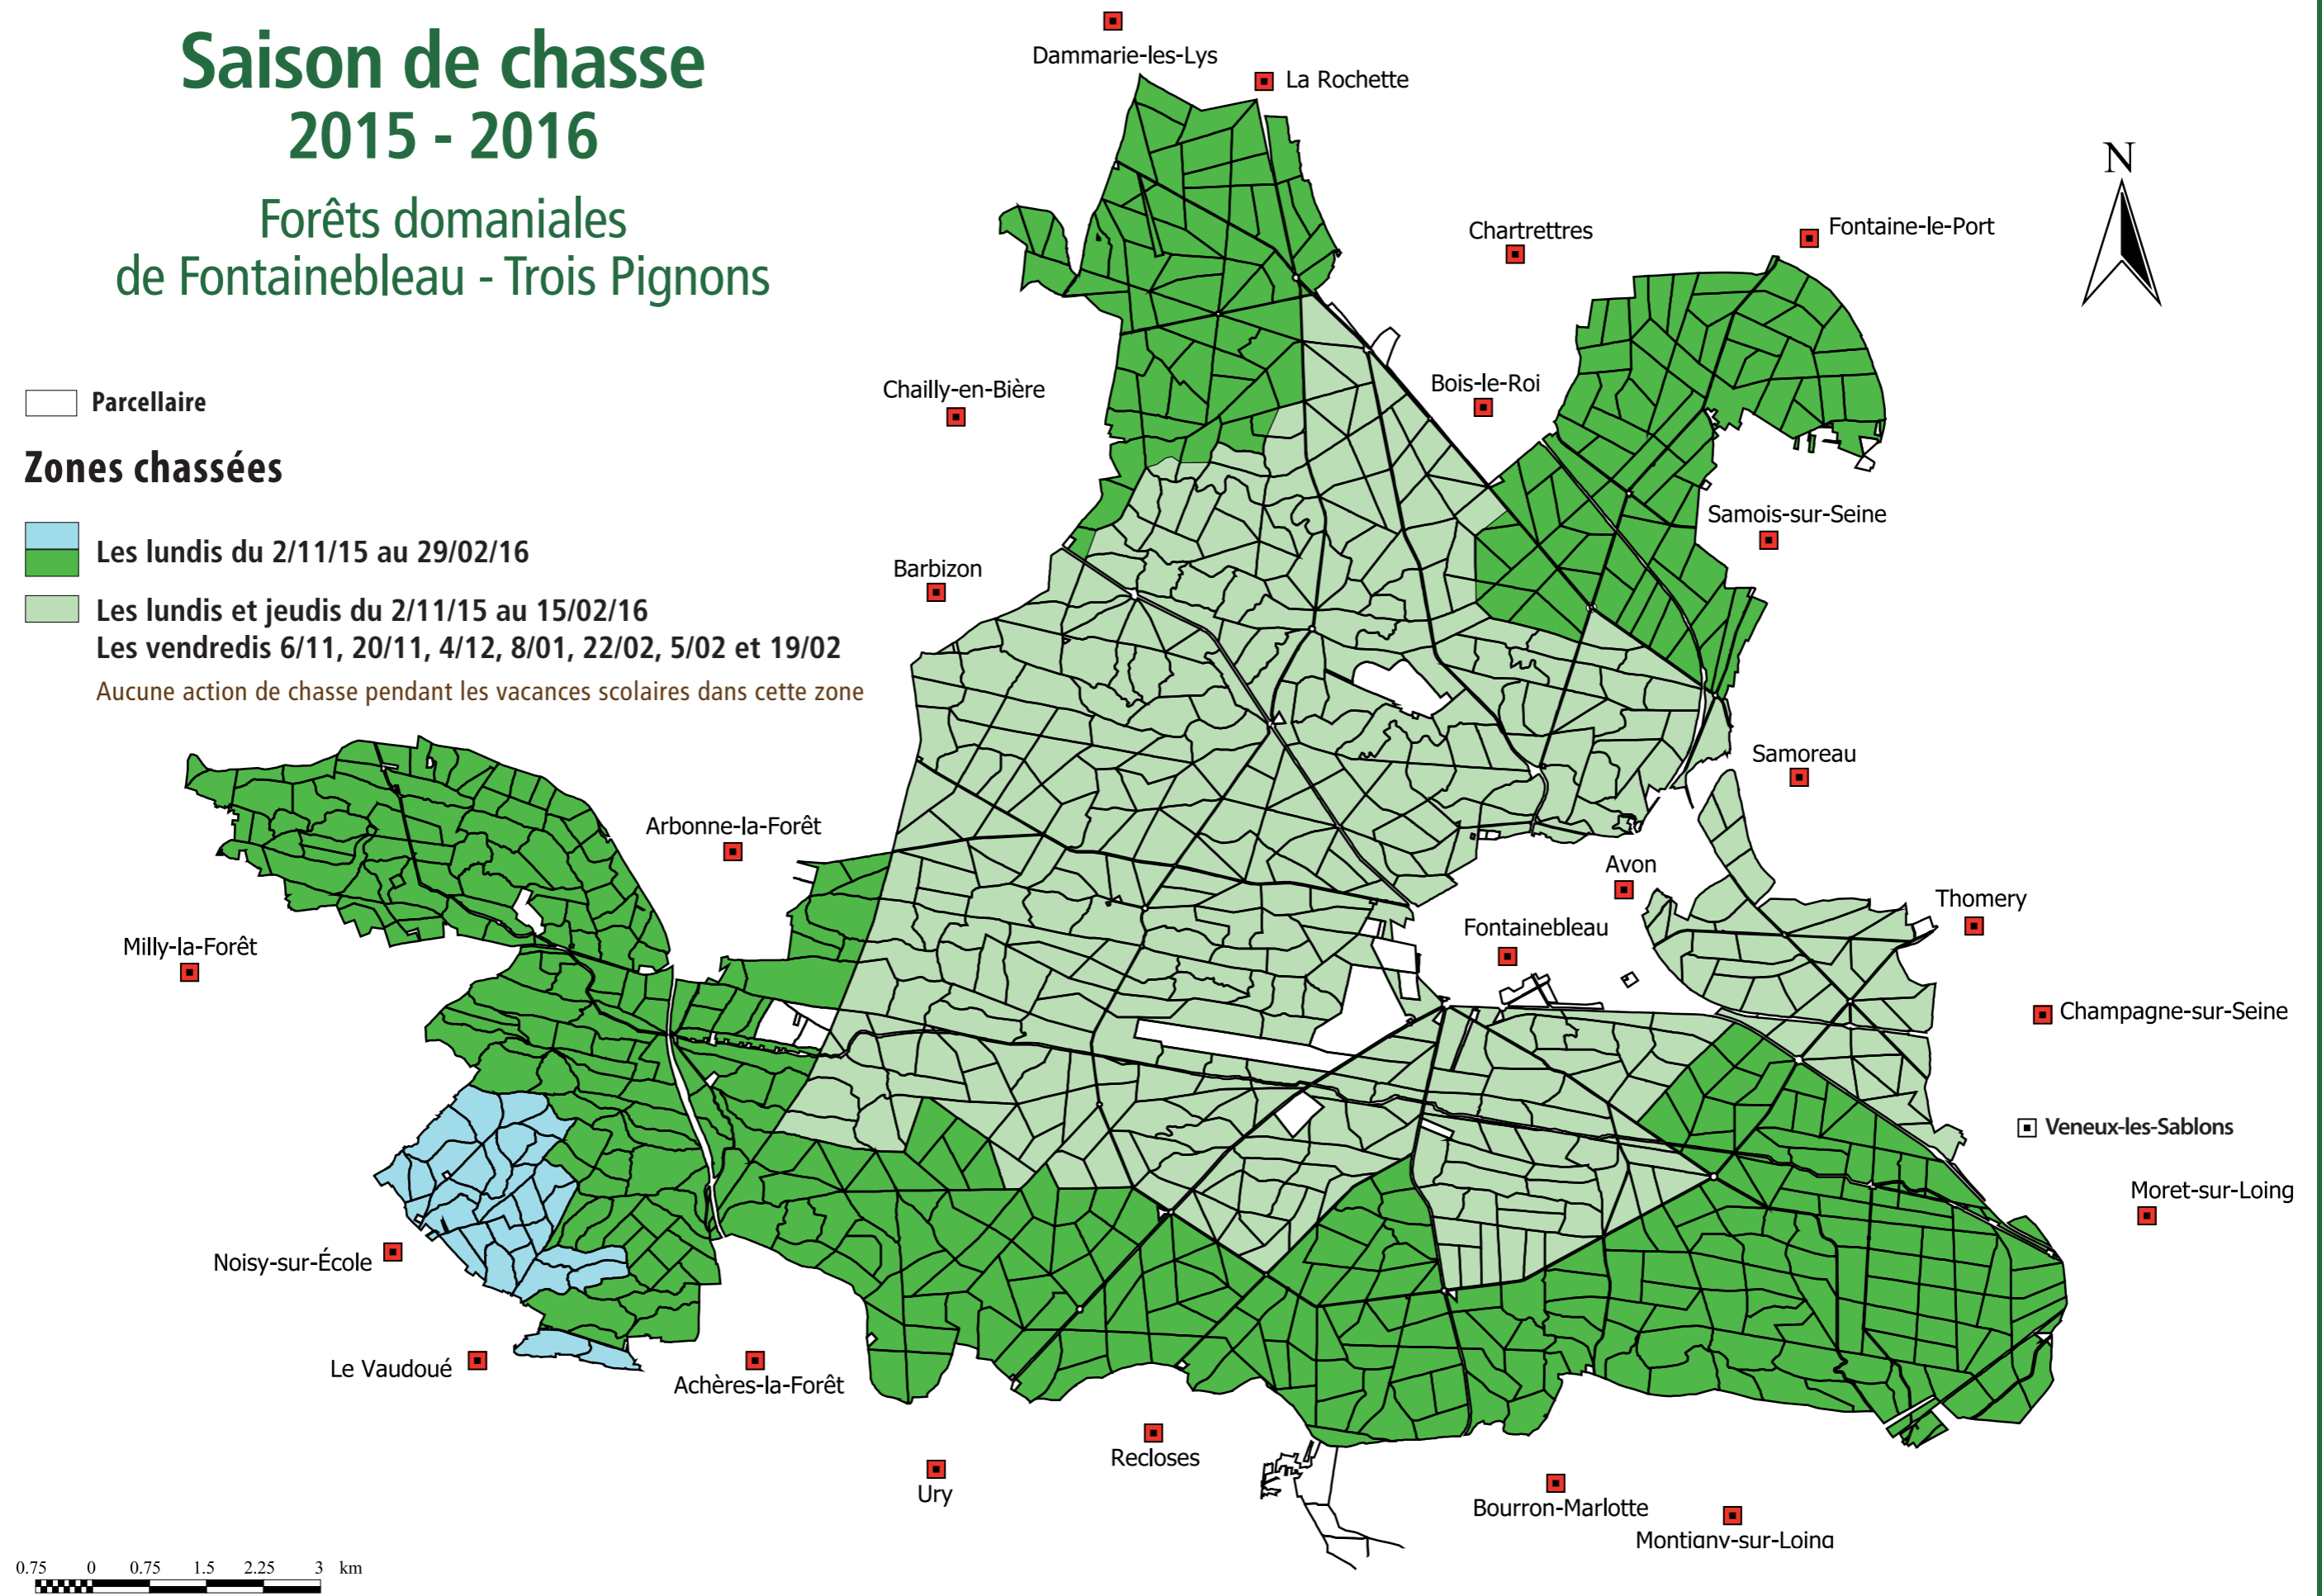 Saison de chasse
2015 - 2016
Forêts domaniales
de Fontainebleau - Trois Pignons
Parcellaire
Zones chassées
Les lundis du 2/11/15 au 29/02/16
Les lundis et jeudis du 2/11/15 au 15/02/16
Les vendredis 6/11, 20/11, 4/12, 8/01, 22/02, 5/02 et 19/02
Aucune action de chasse pendant les vacances scolaires dans cette zone
N
Dammarie-les-Lys
La Rochette
Chartrettres
Fontaine-le-Port
Chailly-en-Bière
Bois-le-Roi
Samois-sur-Seine
Barbizon
Samoreau
Arbonne-la-Forêt
Avon
Thomery
Fontainebleau
Milly-la-Forêt
Champagne-sur-Seine
Veneux-les-Sablons
Moret-sur-Loing
Noisy-sur-École
Le Vaudoué
Achères-la-Forêt
Recloses
Ury
Bourron-Marlotte
Montigny-sur-Loing
0.75 0 0.75 1.5 2.25 3 km